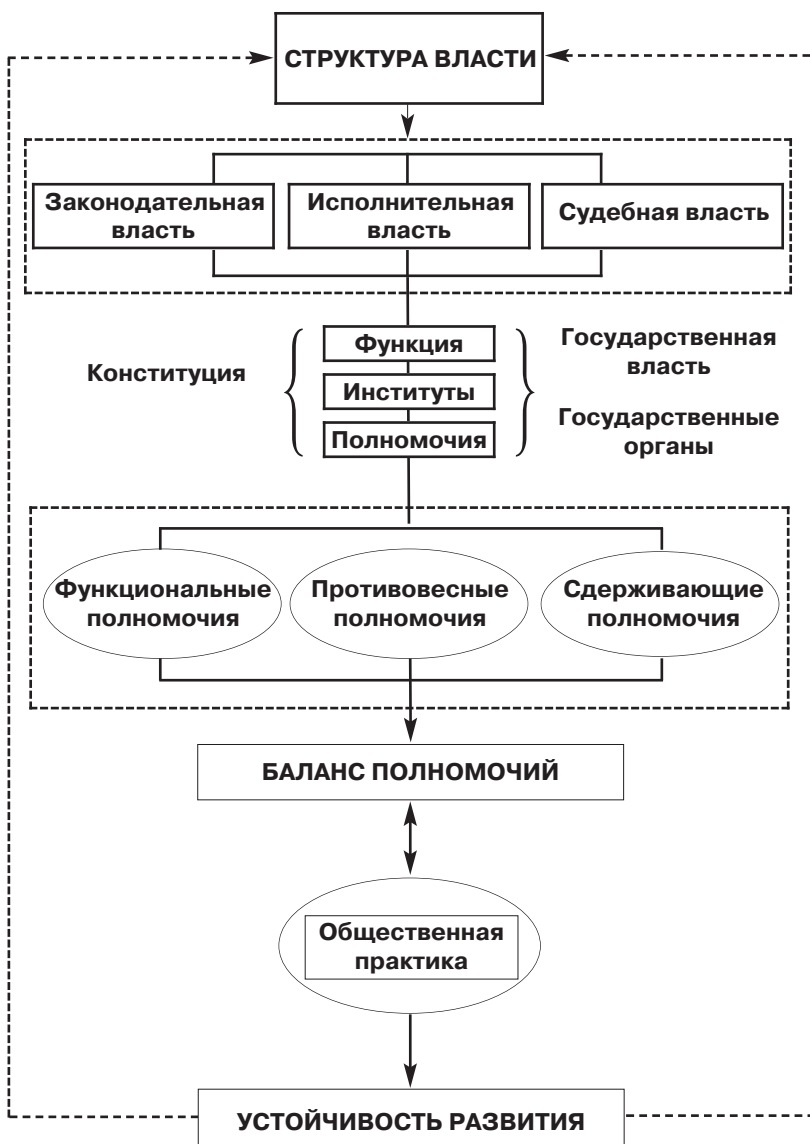 СТРУКТУРА ВЛАСТИ
Законодательная
власть
Исполнительная
власть
Судебная власть
Конституция
Функция
Институты
Полномочия
Государственная
власть
Государственные
органы
Функциональные
полномочия
Противовесные
полномочия
Сдерживающие
полномочия
БАЛАНС ПОЛНОМОЧИЙ
Общественная
практика
УСТОЙЧИВОСТЬ РАЗВИТИЯ